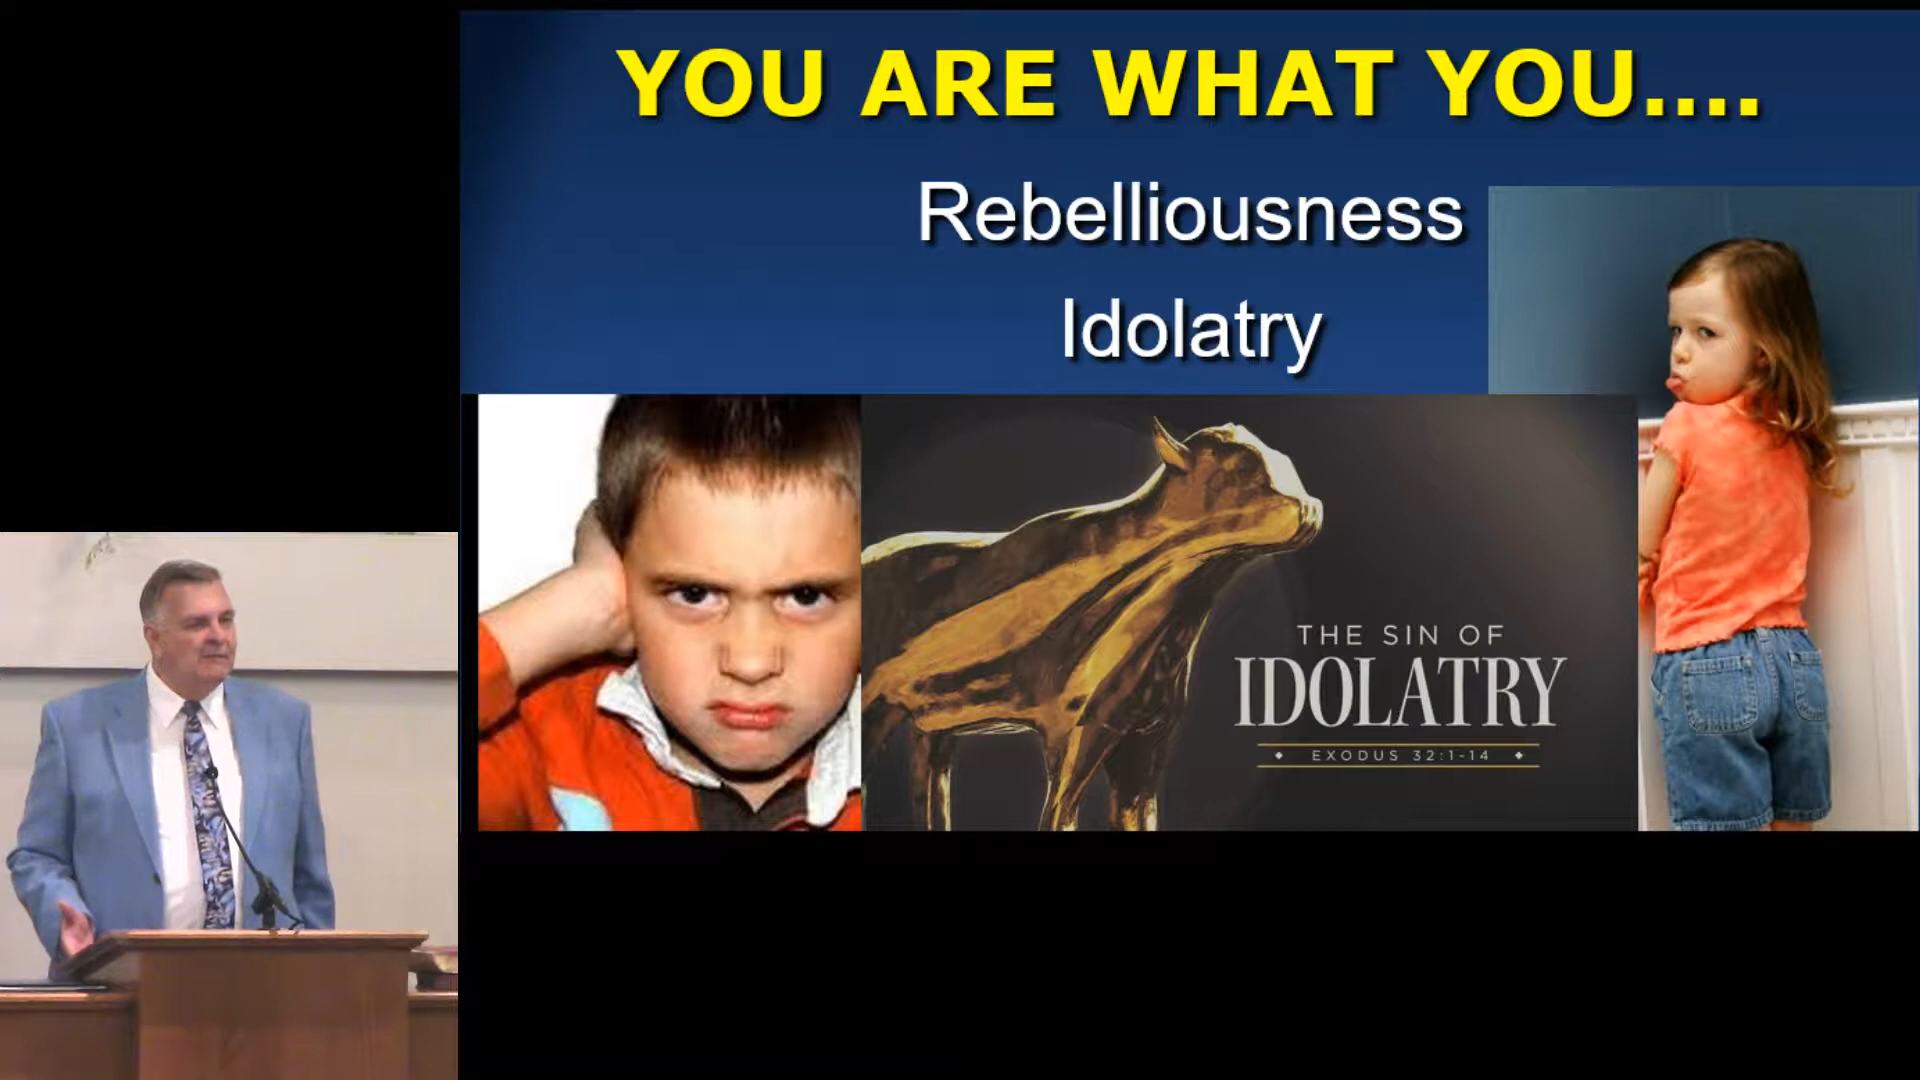 YOU ARE WHAT YOU....
Rebelliousness
Idolatry
THE SIN OF
IDOLATRY
EXODUS 32:1-14